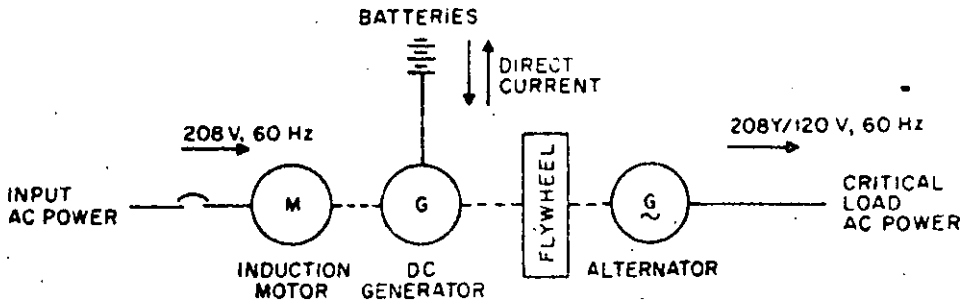 BATTERIES
DIRECT
CURRENT
208 V, 60 Hz
208Y/120 V, 60 Hz
INPUT
AC POWER
M
G
FLYWHEEL
G
~
CRITICAL
LOAD
AC POWER
INDUCTION
MOTOR
DC
GENERATOR
ALTERNATOR